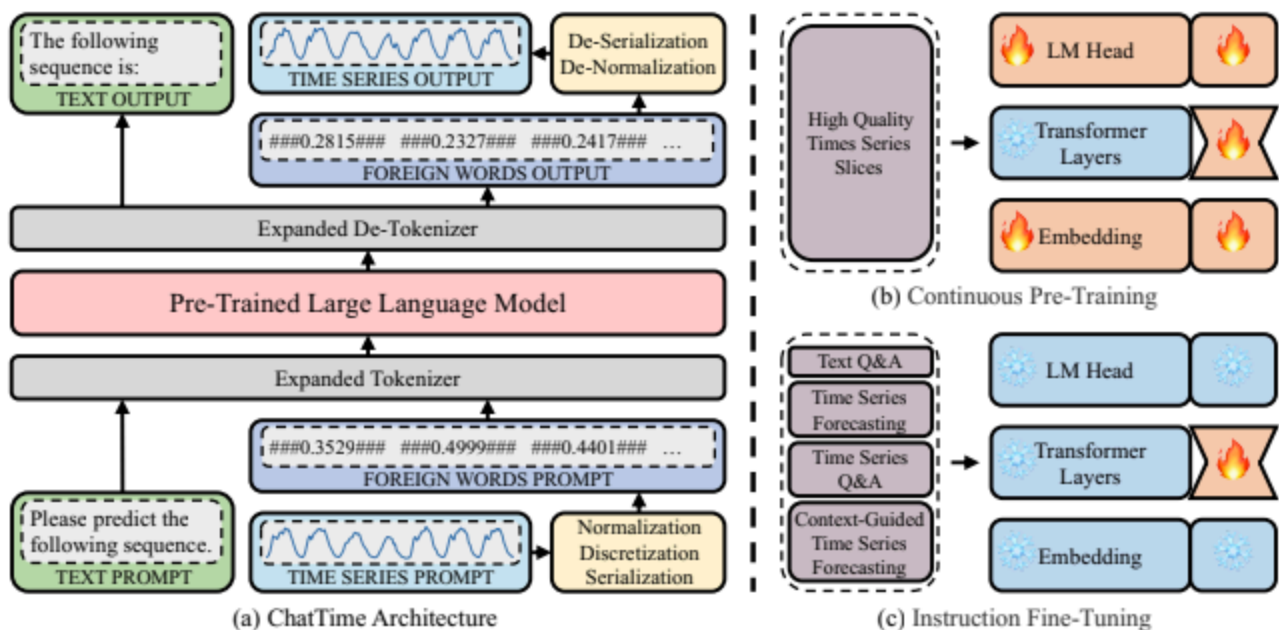 The following
sequence is:
TEXT OUTPUT
TIME SERIES OUTPUT
De-Serialization
De-Normalization
###0.2815### ###0.2327### ###0.2417### ...
FOREIGN WORDS OUTPUT
Expanded De-Tokenizer
Pre-Trained Large Language Model
Expanded Tokenizer
###0.3529### ###0.4999### ###0.4401### ...
FOREIGN WORDS PROMPT
Please predict the
following sequence.
TEXT PROMPT
TIME SERIES PROMPT
Normalization
Discretization
Serialization
(a) ChatTime Architecture
High Quality
Times Series
Slices
LM Head
Transformer
Layers
Embedding
(b) Continuous Pre-Training
Text Q&A
Time Series
Forecasting
Time Series
Q&A
Context-Guided
Time Series
Forecasting
LM Head
Transformer
Layers
Embedding
(c) Instruction Fine-Tuning